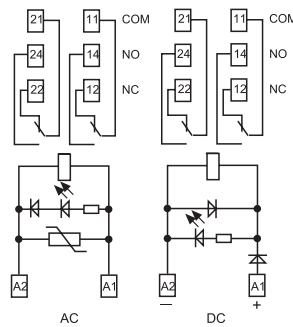 21 11 COM 21 11 COM
24 14 NO 24 14 NO
22 12 NC 22 12 NC
A2 A1 A2 A1
— +
AC DC